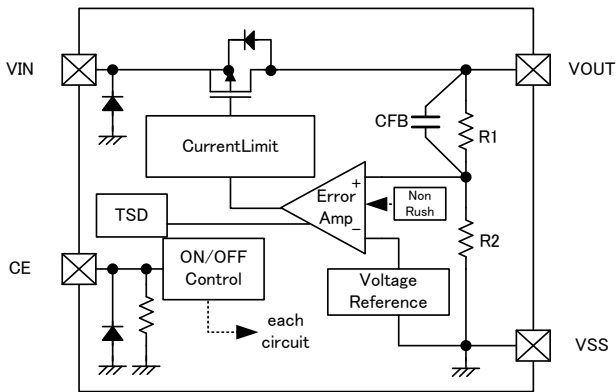 VIN
VOUT
CFB
R1
CurrentLimit
+
Error
Amp
-
Non
Rush
TSD
R2
CE
ON/OFF
Control
Voltage
Reference
each
circuit
VSS